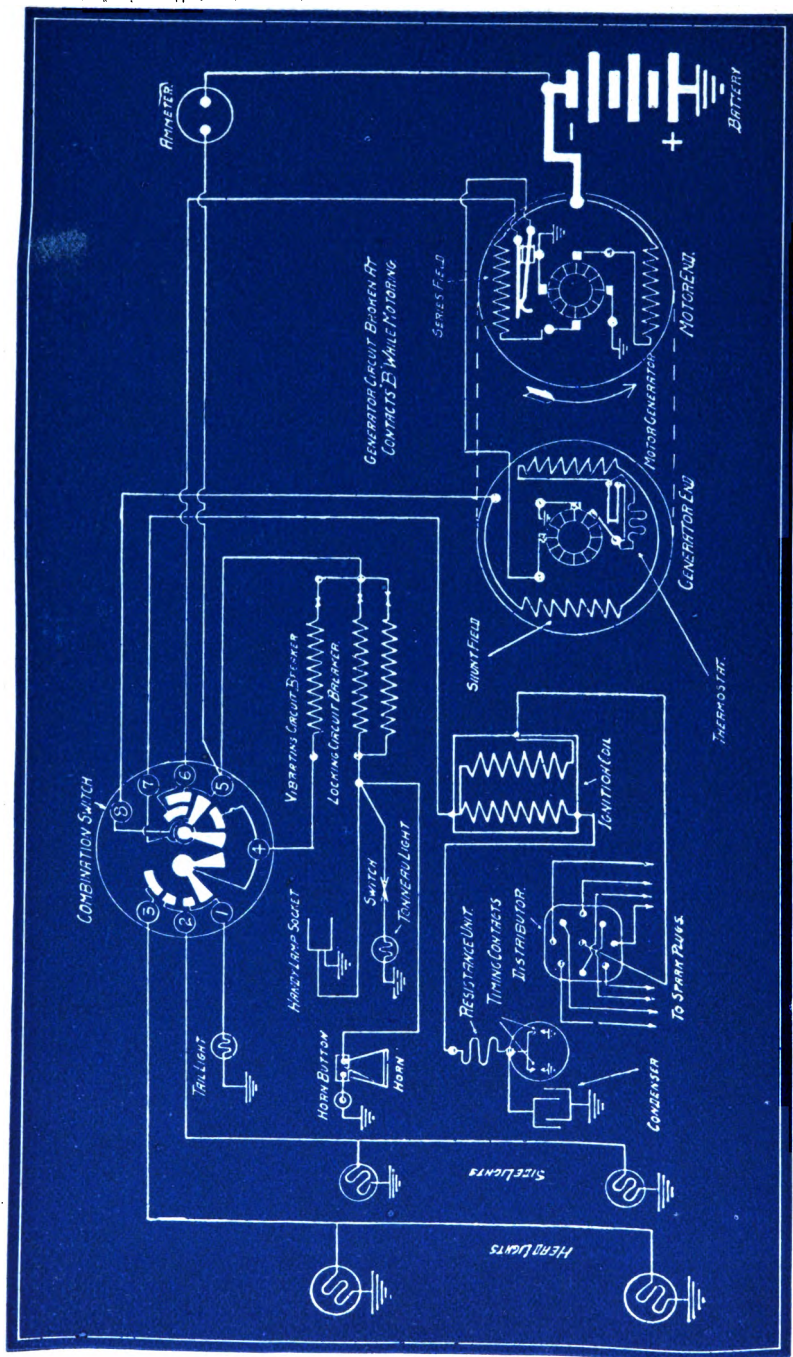 AMMETER
BATTERY
-
+
GENERATOR CIRCUIT BROKEN AT
CONTACTS "B" WHILE MOTORING
SERIES FIELD
MOTOR END.
MOTOR GENERATOR
GENERATOR END
SHUNT FIELD
THERMOSTAT.
COMBINATION SWITCH
1
2
3
4
5
6
7
8
VIBRATING CIRCUIT BREAKER
LOCKING CIRCUIT BREAKER.
IGNITION COIL
HANDY LAMP SOCKET
SWITCH
TONNEAU LIGHT
TAIL LIGHT
HORN BUTTON
HORN
RESISTANCE UNIT.
TIMING CONTACTS
DISTRIBUTOR.
TO SPARK PLUGS.
CONDENSER
SIDE LIGHTS
HEAD LIGHTS